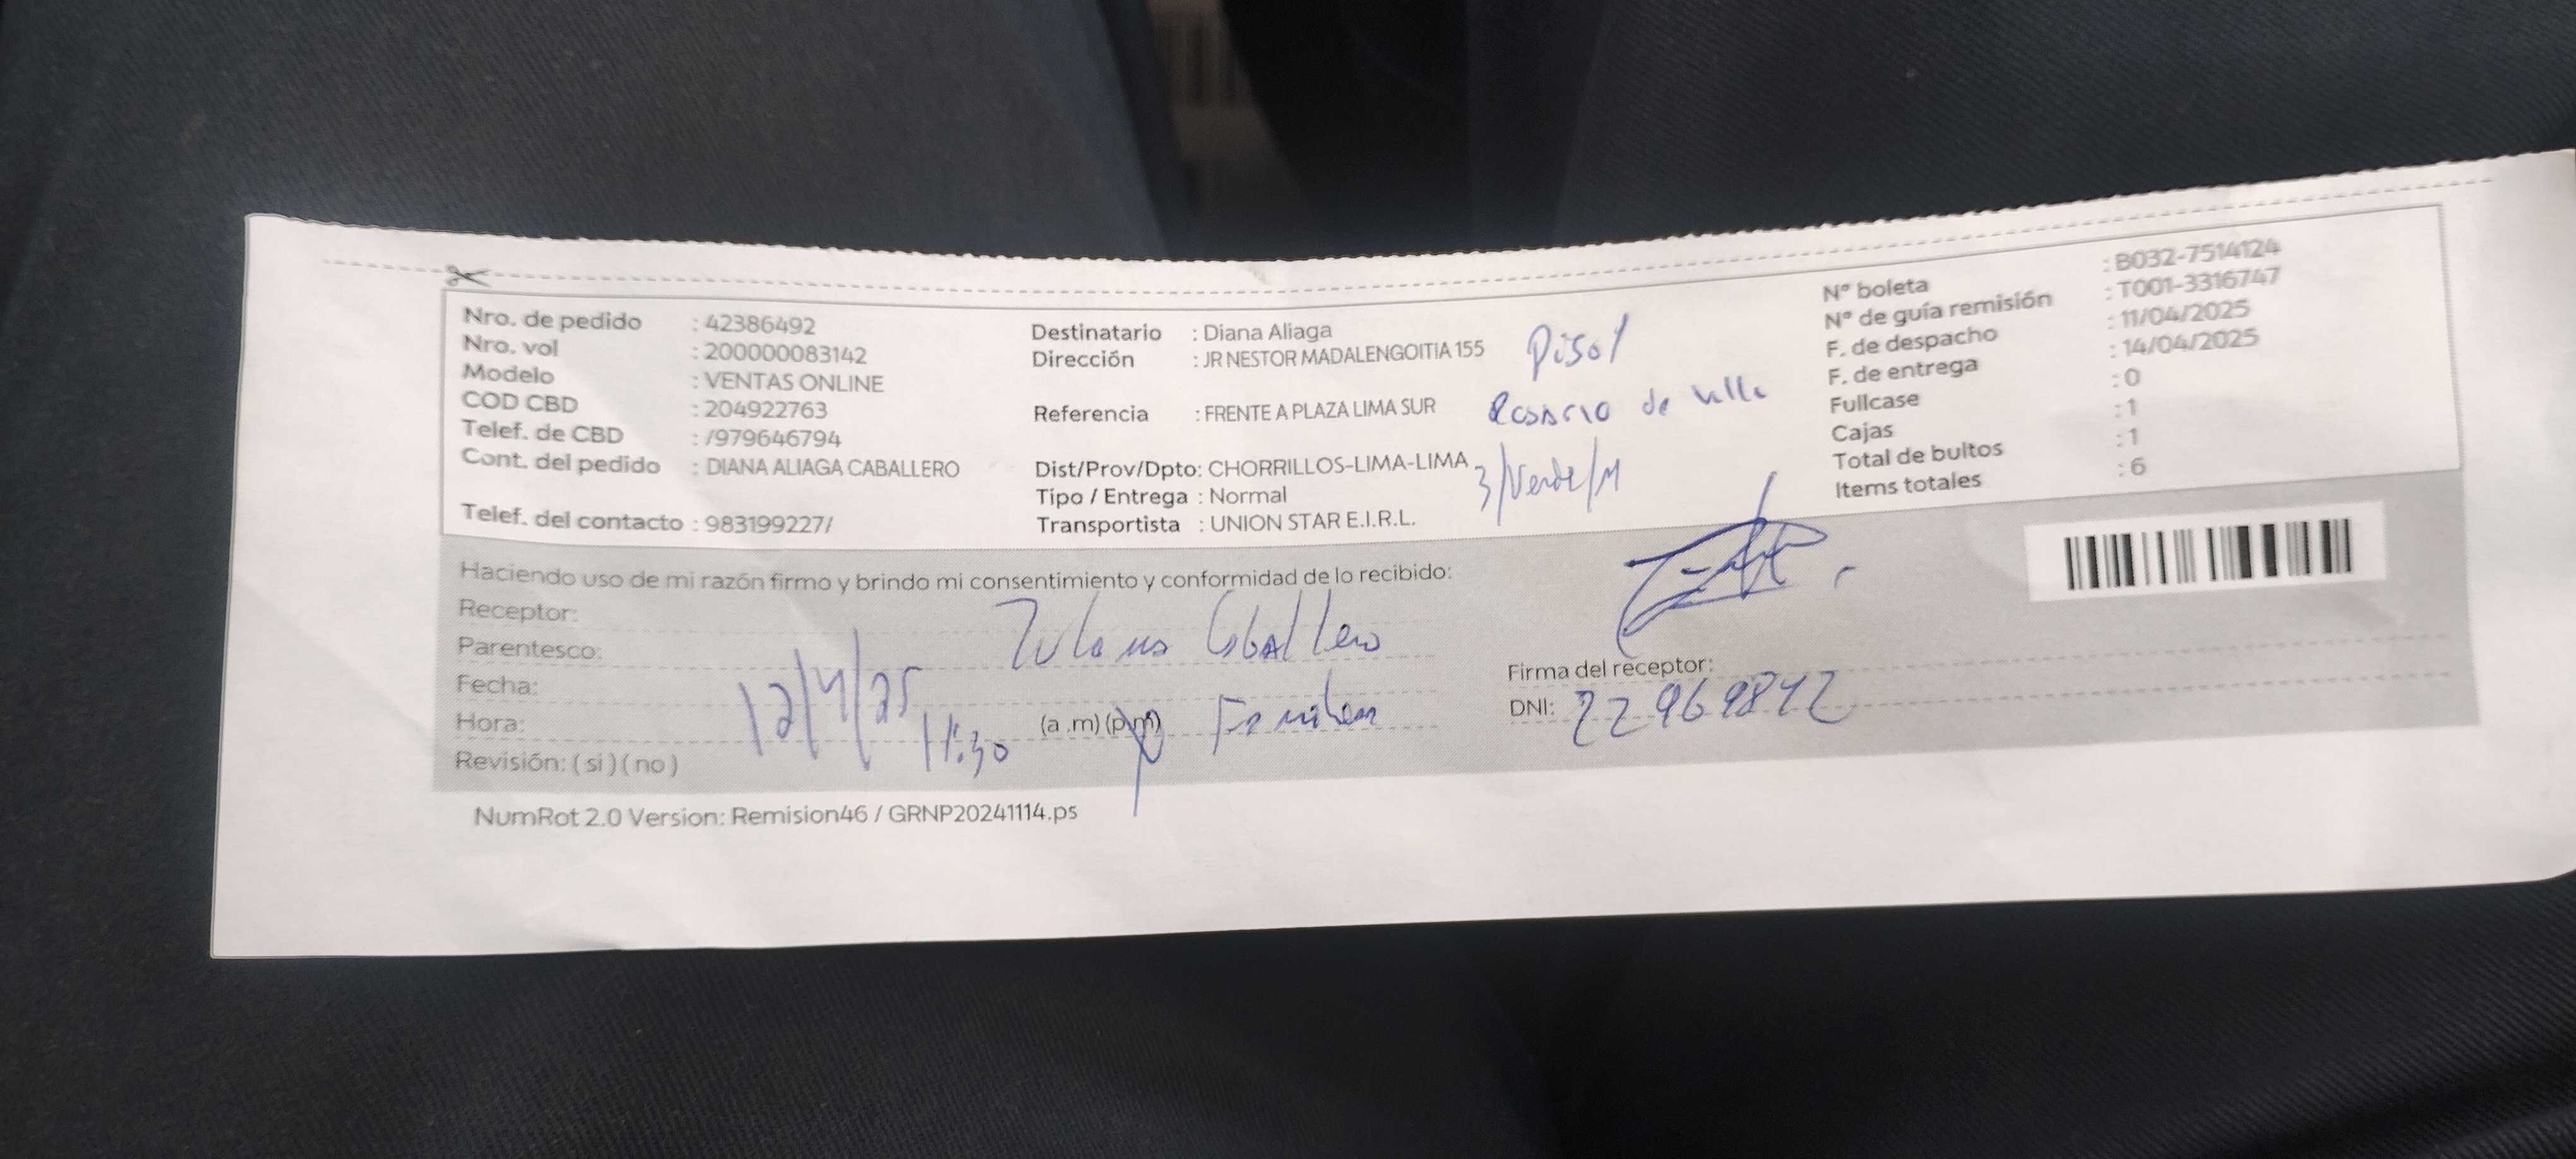 Nro. de pedido : 42386492
Nro. vol : 200000083142
Modelo : VENTAS ONLINE
COD CBD : 204922763
Telef. de CBD : /979646794
Cont. del pedido : DIANA ALIAGA CABALLERO
Telef. del contacto : 983199227/
Destinatario : Diana Aliaga
Dirección : JR NESTOR MADALENGOITIA 155
Referencia : FRENTE A PLAZA LIMA SUR
Dist/Prov/Dpto: CHORRILLOS-LIMA-LIMA
Tipo / Entrega : Normal
Transportista : UNION STAR E.I.R.L.
Piso 1
Rosario de Villa
3/Verde/M
N° boleta : B032-7514124
N° de guía remisión : T001-3316747
F. de despacho : 11/04/2025
F. de entrega : 14/04/2025
Fullcase : 0
Cajas : 1
Total de bultos : 1
Items totales : 6
Haciendo uso de mi razón firmo y brindo mi consentimiento y conformidad de lo recibido:
Receptor: Caballero
Parentesco:
Fecha: 12/4/25
Hora: 11:30 (a .m) (p.m)
Revisión: ( si ) ( no )
Firma del receptor:
DNI: 22969842
NumRot 2.0 Version: Remision46 / GRNP20241114.ps